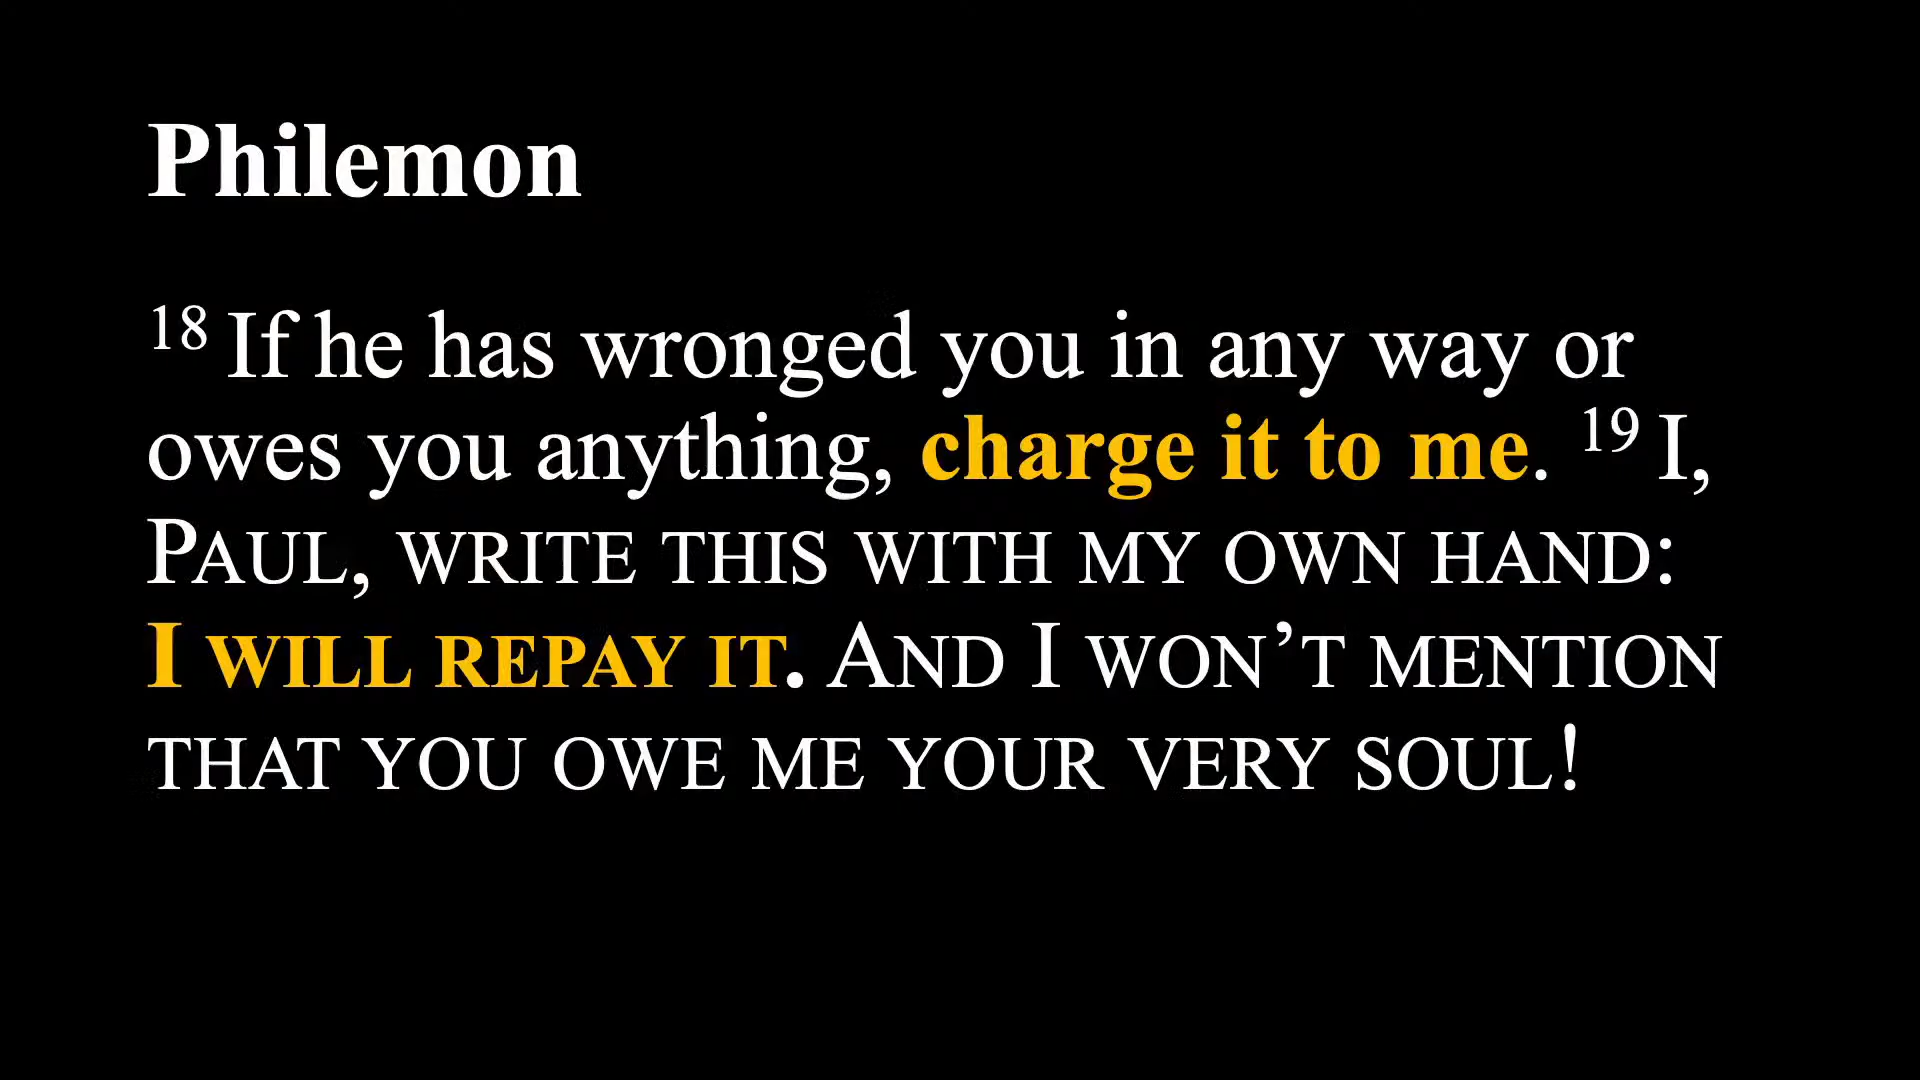 Philemon
18 If he has wronged you in any way or
owes you anything, charge it to me. 19 I,
PAUL, WRITE THIS WITH MY OWN HAND:
I WILL REPAY IT. AND I WON’T MENTION
THAT YOU OWE ME YOUR VERY SOUL!